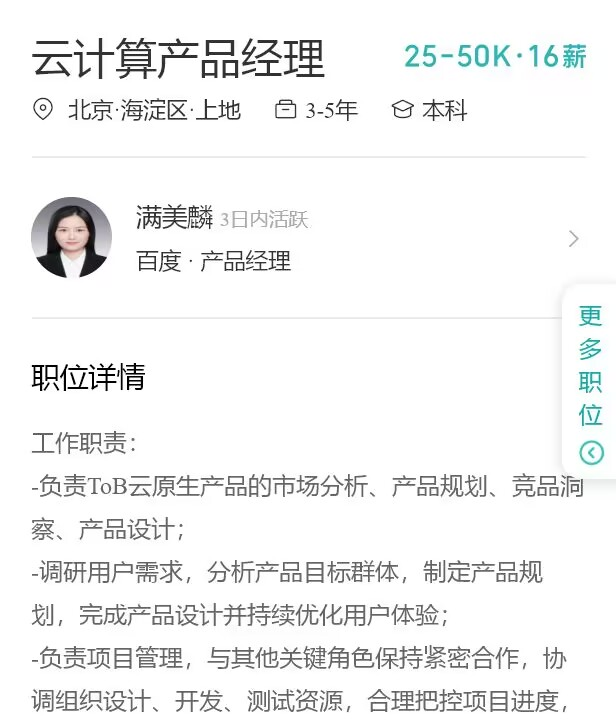 云计算产品经理 25-50K·16薪
北京·海淀区·上地 3-5年 本科
满美麟 3日内活跃
百度·产品经理
更多职位
职位详情
工作职责：
-负责ToB云原生产品的市场分析、产品规划、竞品洞
察、产品设计；
-调研用户需求，分析产品目标群体，制定产品规
划，完成产品设计并持续优化用户体验；
-负责项目管理，与其他关键角色保持紧密合作，协
调组织设计、开发、测试资源，合理把控项目进度，